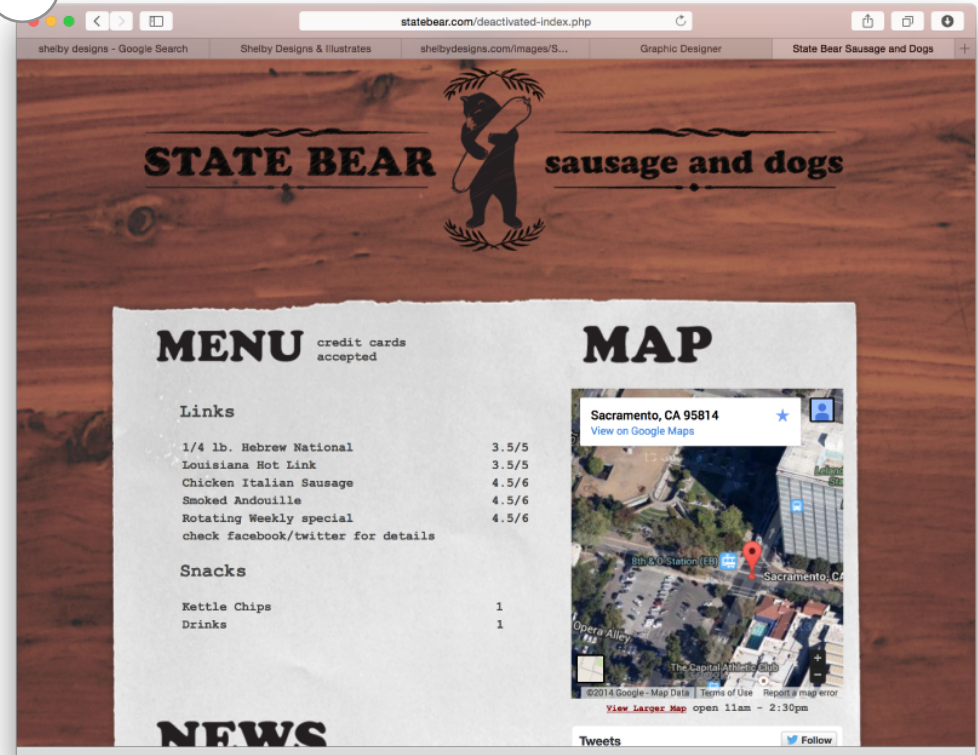 statebear.com/deactivated-index.php
shelby designs - Google Search
Shelby Designs & Illustrates
shelbydesigns.com/images/S...
Graphic Designer
State Bear Sausage and Dogs
STATE BEAR
sausage and dogs
MENU
credit cards
accepted
Links
1/4 lb. Hebrew National 3.5/5
Louisiana Hot Link 3.5/5
Chicken Italian Sausage 4.5/6
Smoked Andouille 4.5/6
Rotating Weekly special 4.5/6
check facebook/twitter for details
Snacks
Kettle Chips 1
Drinks 1
NEWS
MAP
Sacramento, CA 95814
View on Google Maps
8th & O Station (EB)
Sacramento, CA
Opera Alley
The Capital Athletic Club
©2014 Google - Map Data
Terms of Use
Report a map error
View Larger Map open 11am - 2:30pm
Tweets
Follow